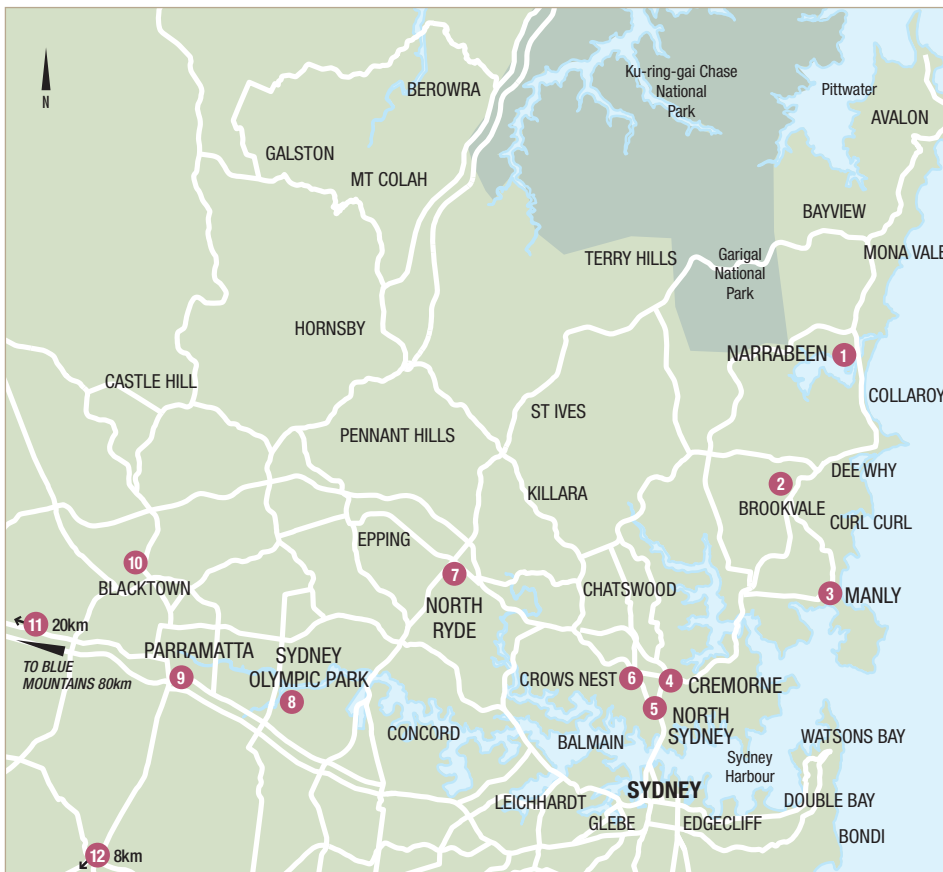 N
Ku-ring-gai Chase
National
Park
Pittwater
BEROWRA
AVALON
GALSTON
MT COLAH
BAYVIEW
TERRY HILLS
Garigal
National
Park
MONA VALE
HORNSBY
NARRABEEN 1
CASTLE HILL
COLLAROY
ST IVES
PENNANT HILLS
DEE WHY
2
KILLARA
BROOKVALE
CURL CURL
EPPING
10
7
BLACKTOWN
CHATSWOOD
3 MANLY
NORTH
RYDE
11 20km
TO BLUE
MOUNTAINS 80km
PARRAMATTA
9
SYDNEY
OLYMPIC PARK
8
CROWS NEST 6
4 CREMORNE
5 NORTH
SYDNEY
CONCORD
BALMAIN
WATSONS BAY
Sydney
Harbour
SYDNEY
LEICHHARDT
DOUBLE BAY
GLEBE
EDGECLIFF
BONDI
12 8km